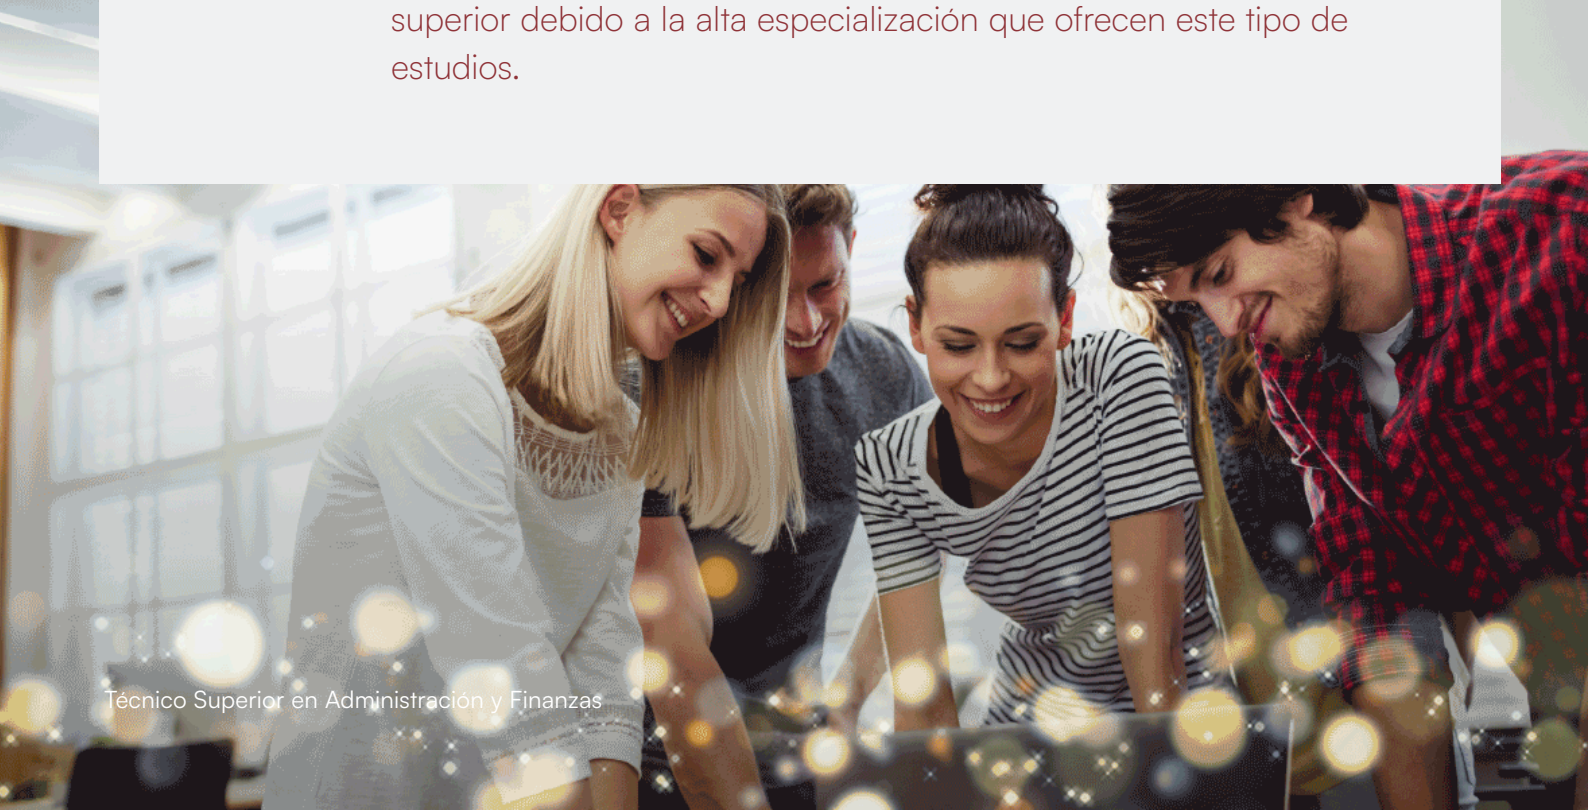 superior debido a la alta especialización que ofrecen este tipo de
estudios.
Técnico Superior en Administración y Finanzas